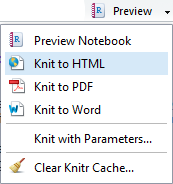 Preview
Preview Notebook
Knit to HTML
Knit to PDF
Knit to Word
Knit with Parameters...
Clear Knitr Cache...